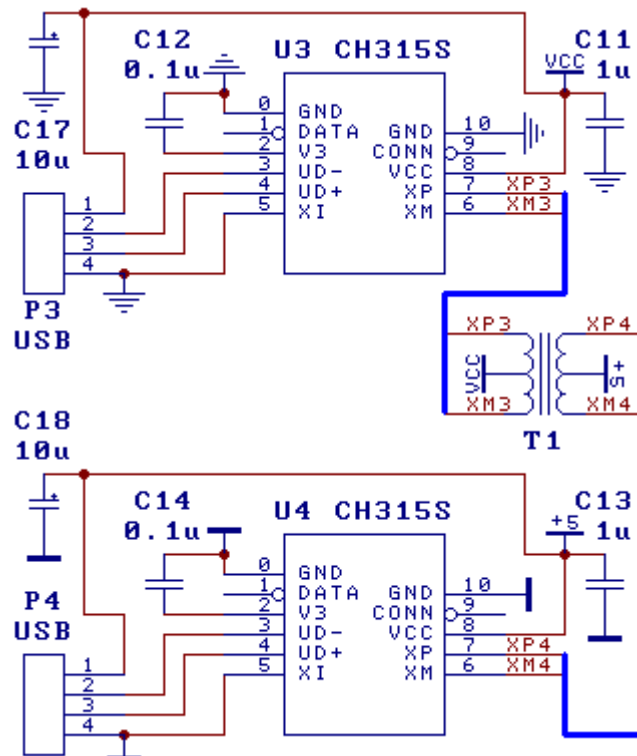 C12
0.1u
U3 CH315S
C11
VCC
1u
C17
10u
0 GND
1 DATA
2 V3
3 UD-
4 UD+
5 XI
GND 10
CONN 9
VCC 8
XP 7 XP3
XM 6 XM3
1
2
3
4
P3
USB
XP3 XP4
VCC +5
XM3 XM4
T1
C18
10u
C14
0.1u
U4 CH315S
C13
+5
1u
P4
USB
0 GND
1 DATA
2 V3
3 UD-
4 UD+
5 XI
GND 10
CONN 9
VCC 8
XP 7 XP4
XM 6 XM4
1
2
3
4